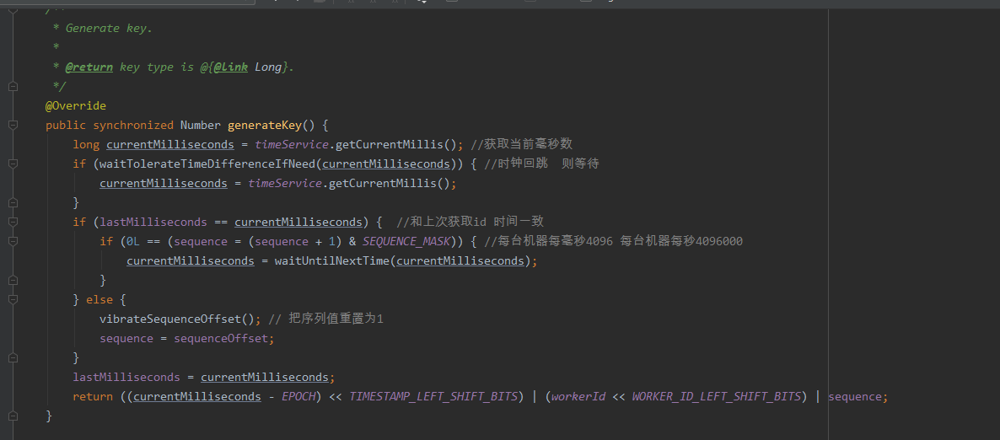 /**
* Generate key.
*
* @return key type is @{@link Long}.
*/
@Override
public synchronized Number generateKey() {
long currentMilliseconds = timeService.getCurrentMillis(); //获取当前毫秒数
if (waitTolerateTimeDifferenceIfNeed(currentMilliseconds)) { //时钟回跳 则等待
currentMilliseconds = timeService.getCurrentMillis();
}
if (lastMilliseconds == currentMilliseconds) { //和上次获取id 时间一致
if (0L == (sequence = (sequence + 1) & SEQUENCE_MASK)) { //每台机器每毫秒4096 每台机器每秒4096000
currentMilliseconds = waitUntilNextTime(currentMilliseconds);
}
} else {
vibrateSequenceOffset(); // 把序列值重置为1
sequence = sequenceOffset;
}
lastMilliseconds = currentMilliseconds;
return ((currentMilliseconds - EPOCH) << TIMESTAMP_LEFT_SHIFT_BITS) | (workerId << WORKER_ID_LEFT_SHIFT_BITS) | sequence;
}